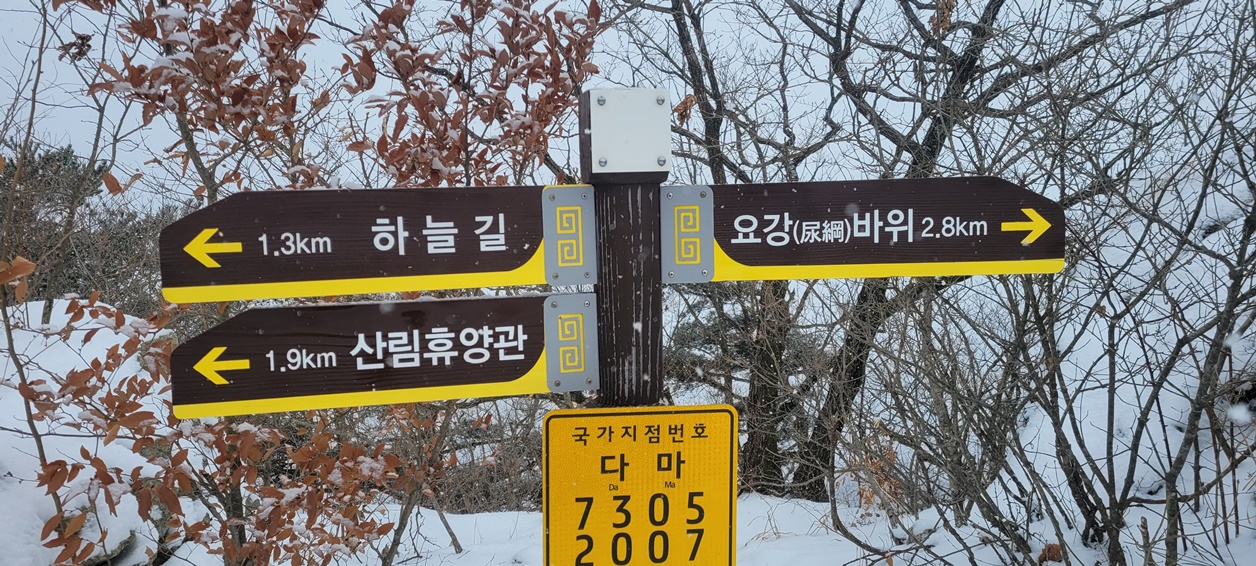 1.3km 하늘길
요강(尿綱)바위 2.8km
1.9km 산림휴양관
국가지점번호
다 마
Da Ma
7305
2007